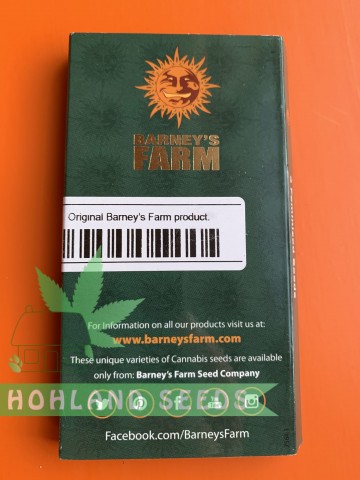 BARNEY'S
FARM
Original Barney's Farm product.
For Information on all our products visit us at:
www.barneysfarm.com
These unique varieties of Cannabis seeds are available
only from: Barney's Farm Seed Company
HOHLAND SEEDS
Facebook.com/BarneysFarm